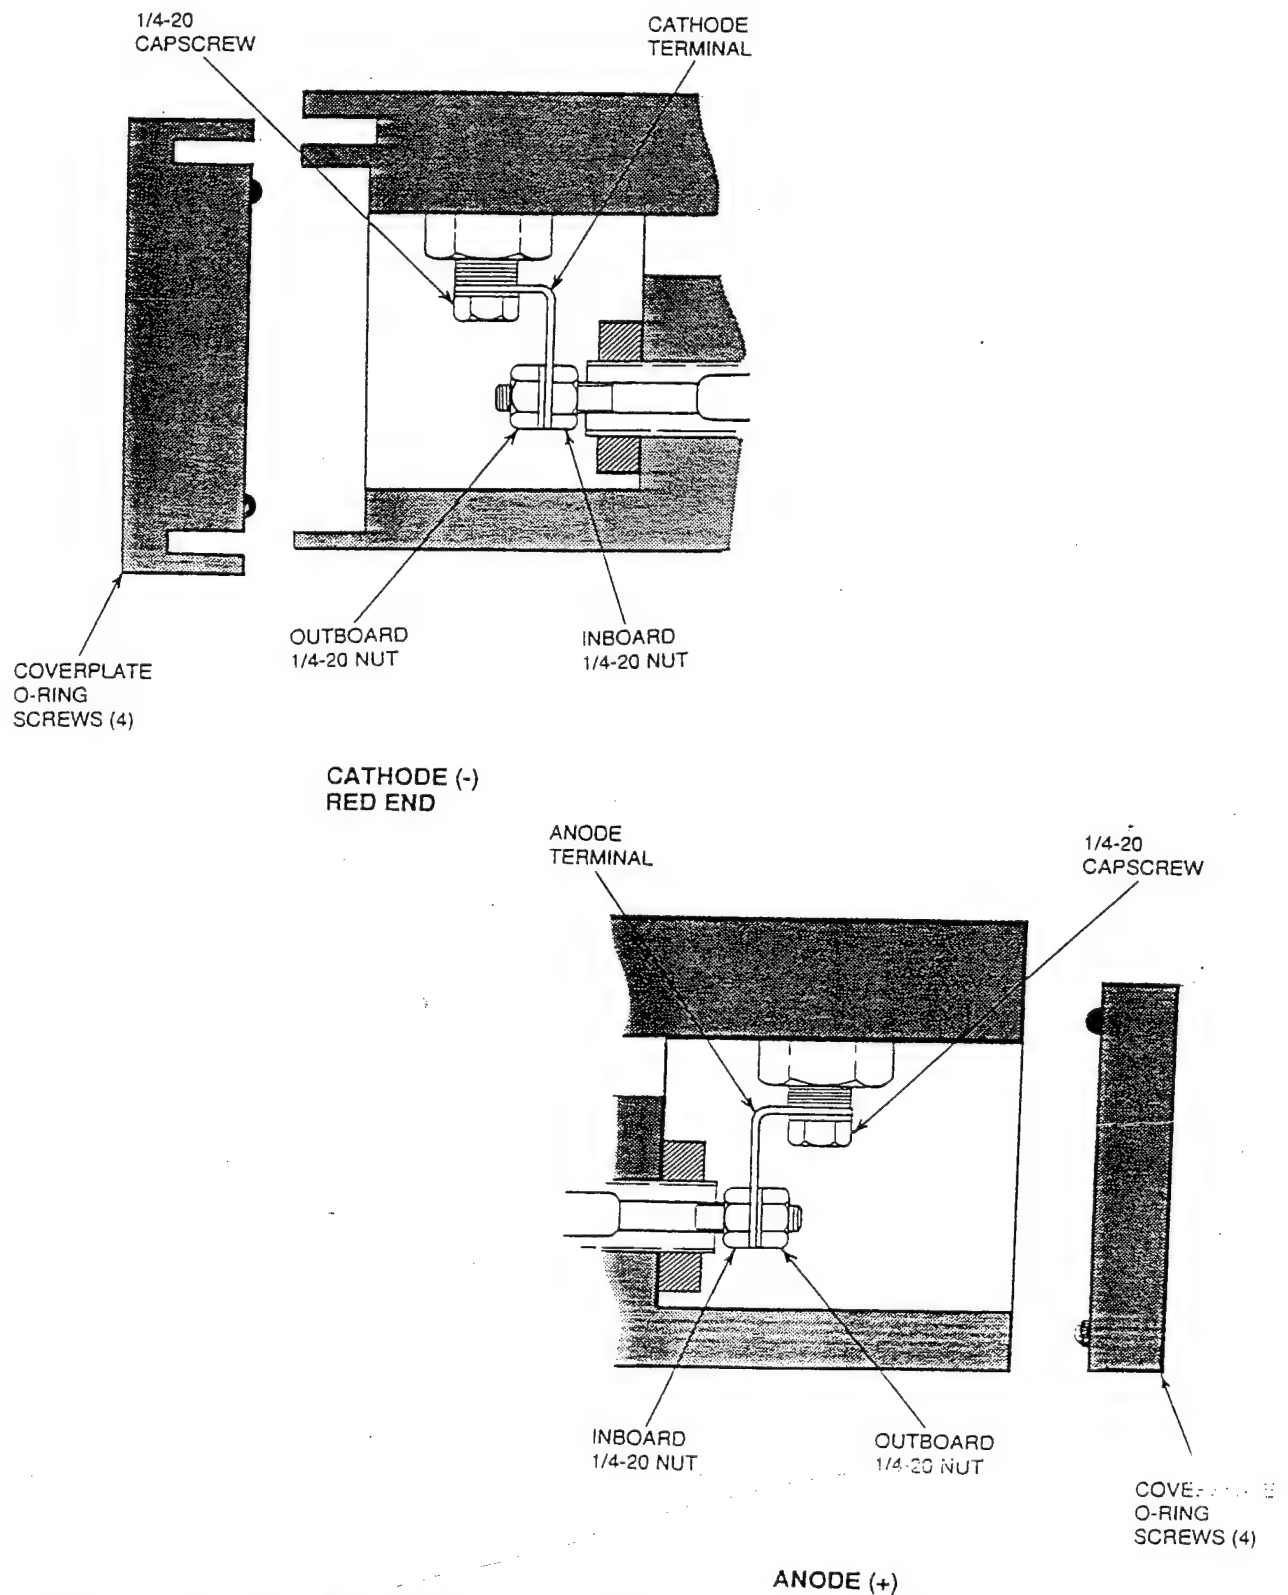 1/4-20
CAPSCREW
CATHODE
TERMINAL
OUTBOARD
1/4-20 NUT
INBOARD
1/4-20 NUT
COVERPLATE
O-RING
SCREWS (4)
CATHODE (-)
RED END
ANODE
TERMINAL
1/4-20
CAPSCREW
INBOARD
1/4-20 NUT
OUTBOARD
1/4-20 NUT
O-RING
SCREWS (4)
ANODE (+)